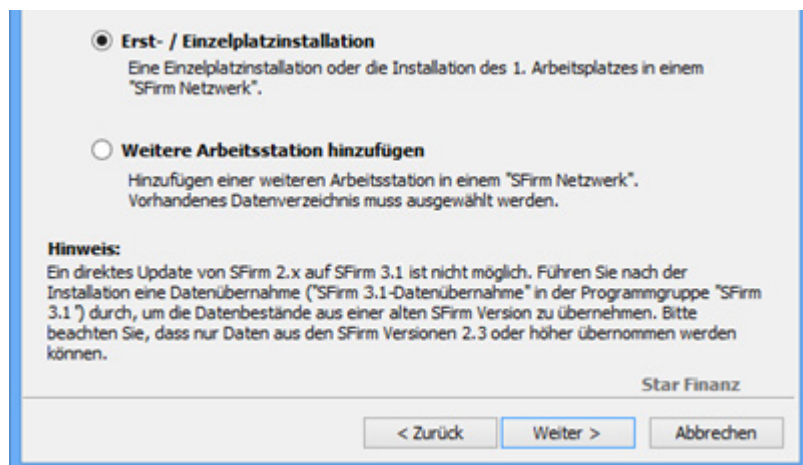 Erst- / Einzelplatzinstallation
Eine Einzelplatzinstallation oder die Installation des 1. Arbeitsplatzes in einem
"SFirm Netzwerk".
Weitere Arbeitsstation hinzufügen
Hinzufügen einer weiteren Arbeitsstation in einem "SFirm Netzwerk".
Vorhandenes Datenverzeichnis muss ausgewählt werden.
Hinweis:
Ein direktes Update von SFirm 2.x auf SFirm 3.1 ist nicht möglich. Führen Sie nach der
Installation eine Datenübernahme ("SFirm 3.1-Datenübernahme" in der Programmgruppe "SFirm
3.1") durch, um die Datenbestände aus einer alten SFirm Version zu übernehmen. Bitte
beachten Sie, dass nur Daten aus den SFirm Versionen 2.3 oder höher übernommen werden
können.
Star Finanz
< Zurück Weiter > Abbrechen